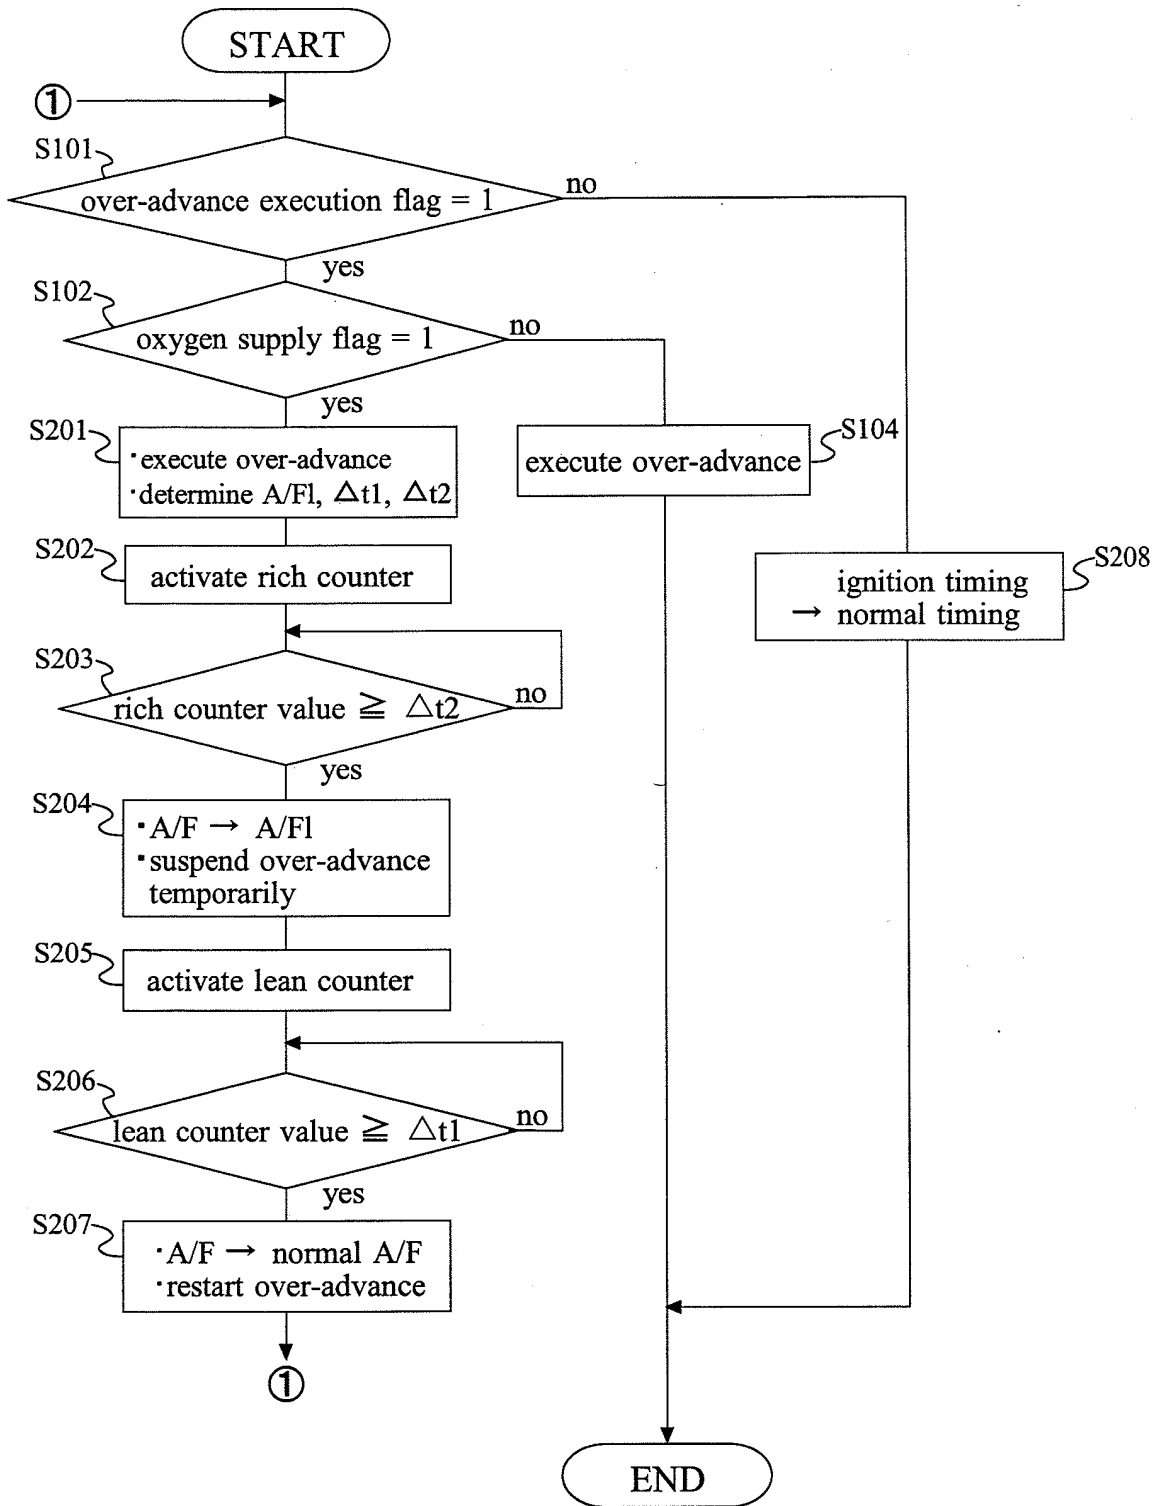 START
①
S101
over-advance execution flag = 1
no
yes
S102
oxygen supply flag = 1
no
yes
S201
·execute over-advance
·determine A/Fl, △t1, △t2
execute over-advance
S104
S202
activate rich counter
ignition timing
→ normal timing
S208
S203
rich counter value ≧ △t2
no
yes
S204
·A/F → A/Fl
·suspend over-advance
temporarily
S205
activate lean counter
S206
lean counter value ≧ △t1
no
yes
S207
·A/F → normal A/F
·restart over-advance
①
END